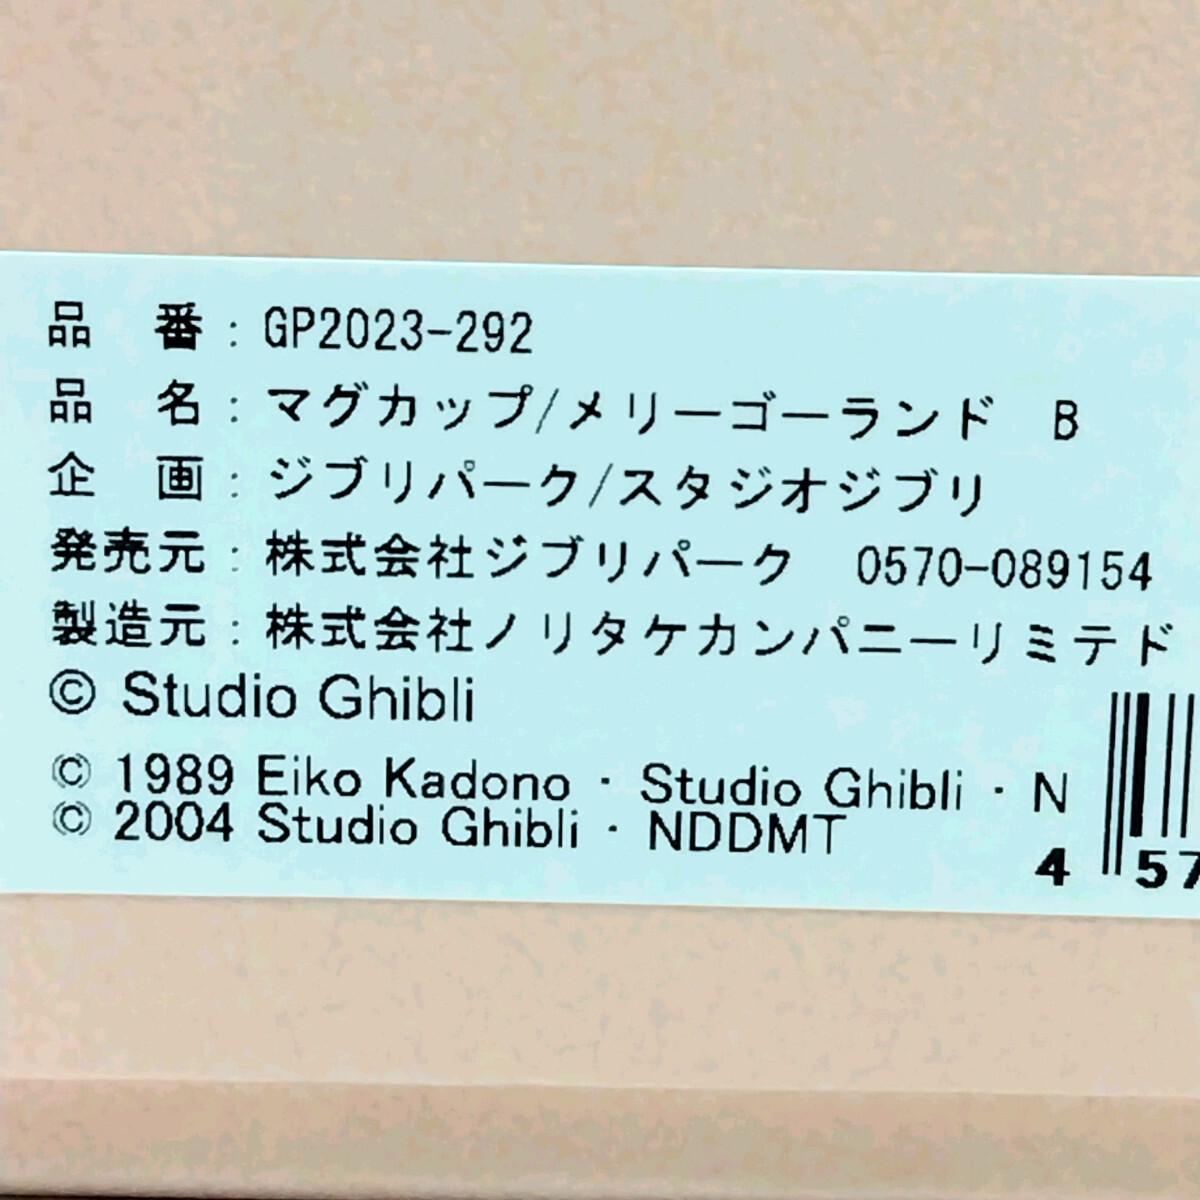 品 番：GP2023-292
品 名：マグカップ/メリーゴーランド B
企 画：ジブリパーク/スタジオジブリ
発売元：株式会社ジブリパーク 0570-089154
製造元：株式会社ノリタケカンパニーリミテド
© Studio Ghibli
© 1989 Eiko Kadono・Studio Ghibli・N
© 2004 Studio Ghibli・NDDMT
4 57